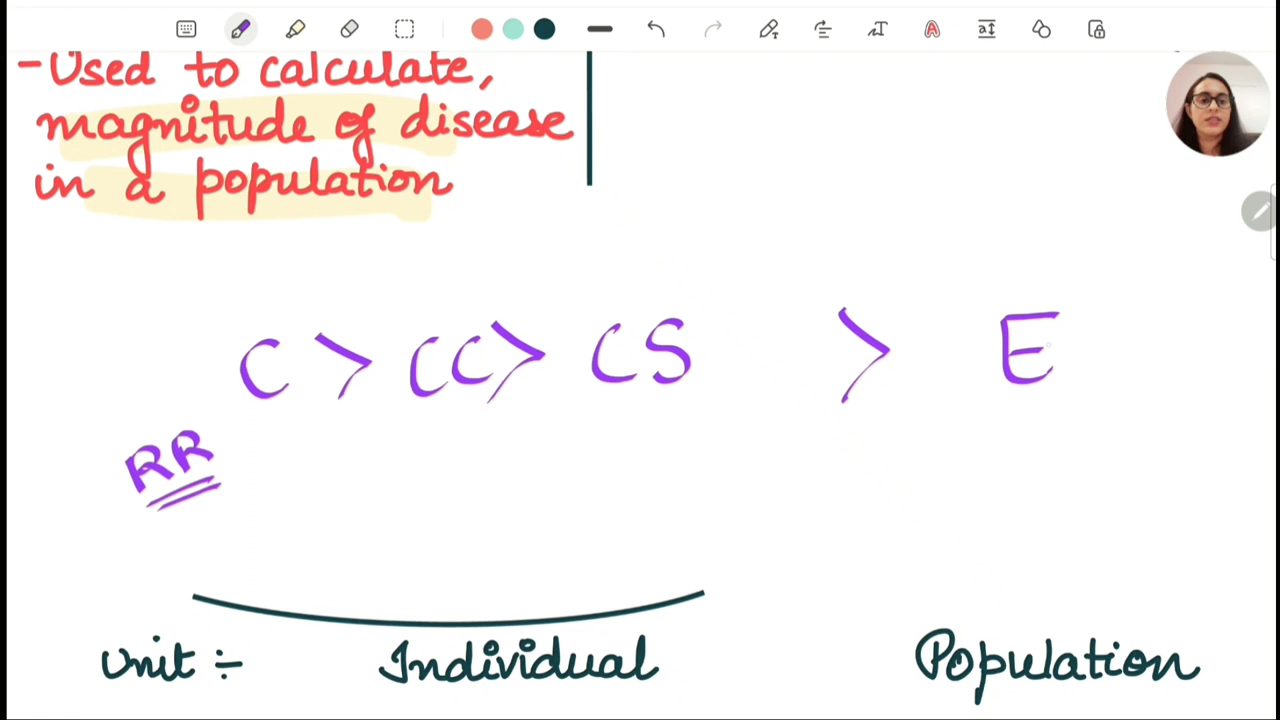 -Used to calculate,
magnitude of disease
in a population
C > CC > CS > E
RR
Unit :- Individual Population